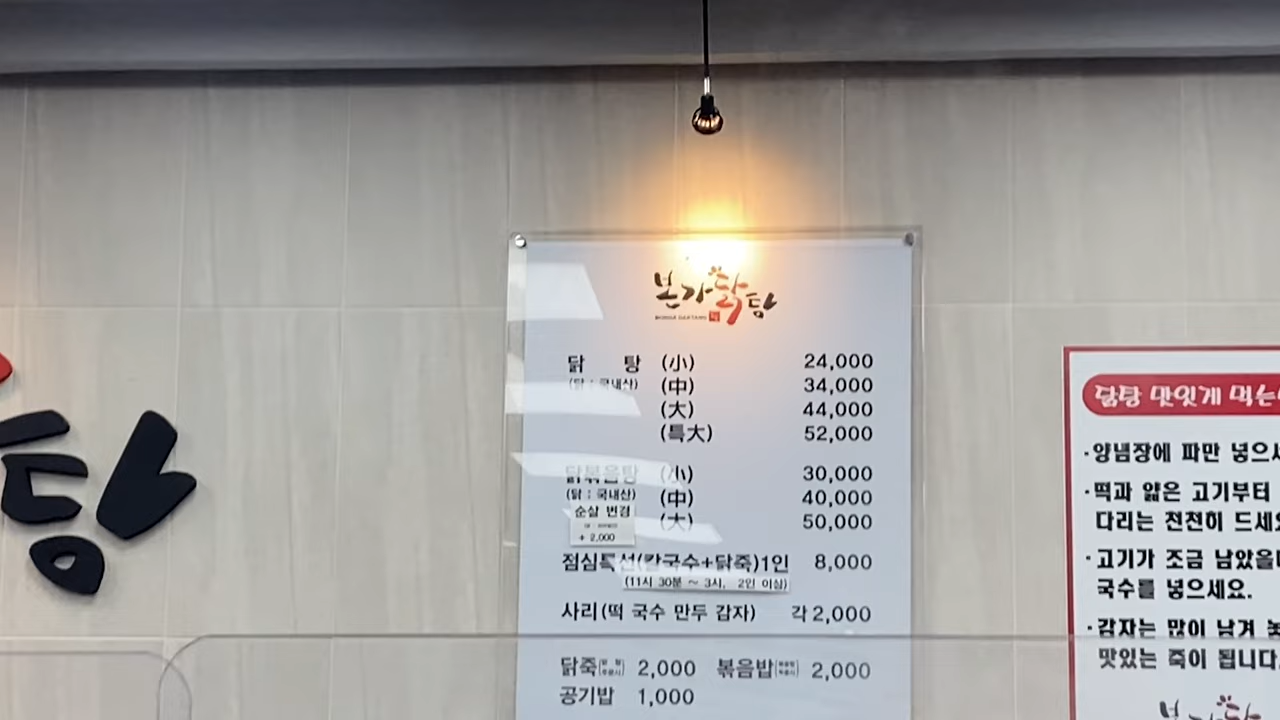 탕
본가닭탕
BONGA DAKTANG
닭 탕 (小) 24,000
(닭 : 국내산) (中) 34,000
(大) 44,000
(특大) 52,000
닭볶음탕 (小) 30,000
(닭 : 국내산) (中) 40,000
순살 변경 (大) 50,000
+ 2,000
점심특선(칼국수+닭죽)1인 8,000
(11시 30분 ~ 3시, 2인 이상)
사리(떡 국수 만두 감자) 각 2,000
닭죽 2,000 볶음밥 2,000
공기밥 1,000
닭탕 맛있게 먹는
·양념장에 파만 넣으
·떡과 얇은 고기부터
다리는 천천히 드세
·고기가 조금 남았을
국수를 넣으세요.
·감자는 많이 남겨
맛있는 죽이 됩니다
본가닭